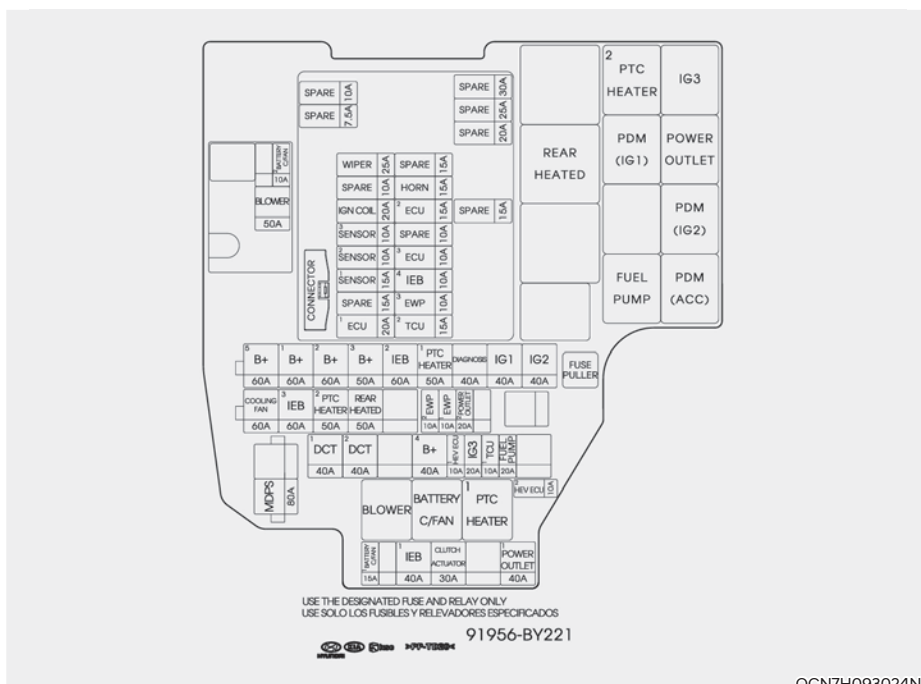 SPARE 10A
SPARE 7.5A
SPARE 30A
SPARE 25A
SPARE 20A
2 PTC HEATER
IG3
REAR HEATED
PDM (IG1)
POWER OUTLET
PDM (IG2)
FUEL PUMP
PDM (ACC)
BATTERY C/FAN
10A
BLOWER
50A
WIPER 25A SPARE 15A
SPARE 10A HORN 15A
IGN COIL 20A 2 ECU 15A SPARE 15A
3 SENSOR 10A SPARE 10A
2 SENSOR 10A 3 ECU 10A
1 SENSOR 15A 4 IEB 10A
SPARE 15A 3 EWP 10A
1 ECU 20A 2 TCU 15A
CONNECTOR
5 B+ 1 B+ 2 B+ 3 B+ 2 IEB 1 PTC HEATER DIAGNOSIS IG1 IG2
60A 60A 60A 50A 60A 50A 40A 40A 40A
FUSE PULLER
COOLING FAN 3 IEB 2 PTC HEATER REAR HEATED EWP EWP POWER OUTLET
60A 60A 50A 50A 10A 10A 20A
1 DCT 2 DCT 4 B+ HEV ECU IG3 TCU FUEL PUMP
40A 40A 40A 10A 20A 10A 20A
MDPS 80A
HEV ECU 10A
BLOWER
BATTERY C/FAN
1 PTC HEATER
BATTERY C/FAN 1 IEB CLUTCH ACTUATOR 1 POWER OUTLET
15A 40A 30A 40A
USE THE DESIGNATED FUSE AND RELAY ONLY
USE SOLO LOS FUSIBLES Y RELEVADORES ESPECIFICADOS
91956-BY221
HYUNDAI KIA >PP-TD20<
OCN7H093024N